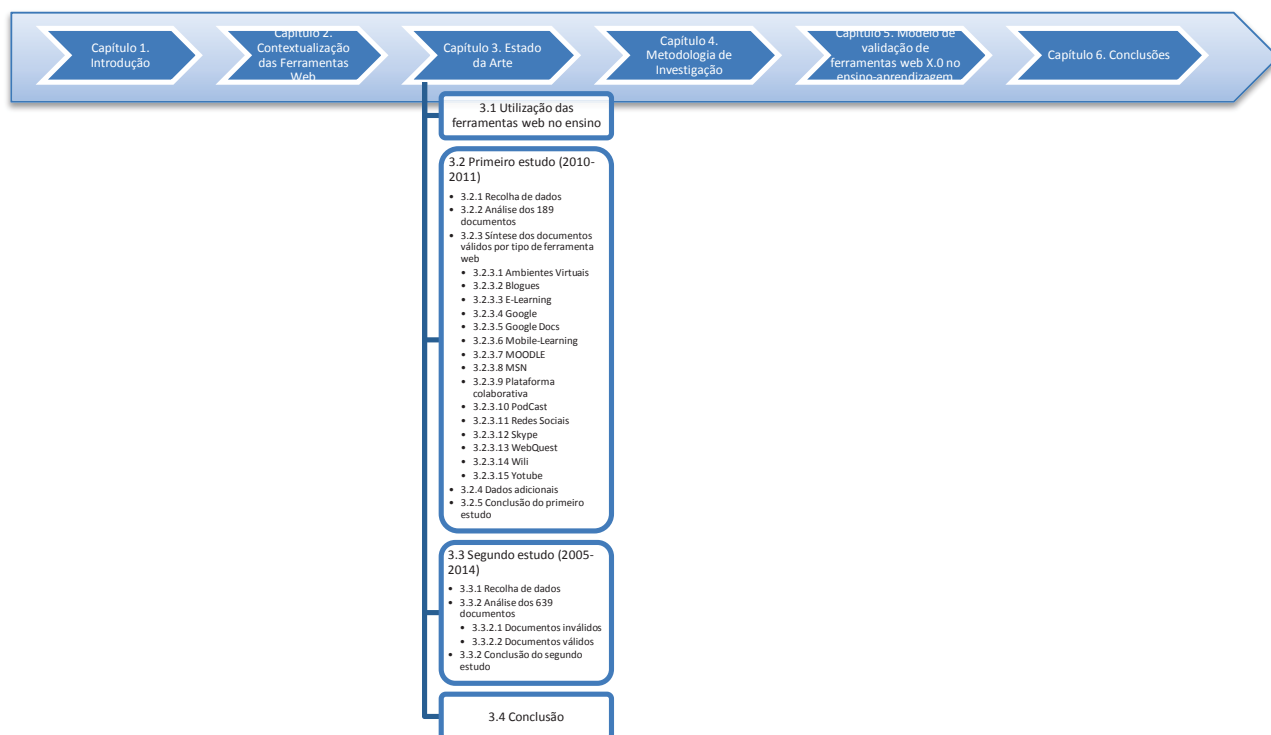 Capítulo 1.
Introdução
Capítulo 2.
Contextualização
das Ferramentas
Web
Capítulo 3. Estado
da Arte
Capítulo 4.
Metodologia de
Investigação
Capítulo 5. Modelo de
validação de
ferramentas web X.0 no
ensino-aprendizagem
Capítulo 6. Conclusões
3.1 Utilização das
ferramentas web no ensino
3.2 Primeiro estudo (2010-
2011)
• 3.2.1 Recolha de dados
• 3.2.2 Análise dos 189
documentos
• 3.2.3 Síntese dos documentos
válidos por tipo de ferramenta
web
• 3.2.3.1 Ambientes Virtuais
• 3.2.3.2 Blogues
• 3.2.3.3 E-Learning
• 3.2.3.4 Google
• 3.2.3.5 Google Docs
• 3.2.3.6 Mobile-Learning
• 3.2.3.7 MOODLE
• 3.2.3.8 MSN
• 3.2.3.9 Plataforma
colaborativa
• 3.2.3.10 PodCast
• 3.2.3.11 Redes Sociais
• 3.2.3.12 Skype
• 3.2.3.13 WebQuest
• 3.2.3.14 Wili
• 3.2.3.15 Yotube
• 3.2.4 Dados adicionais
• 3.2.5 Conclusão do primeiro
estudo
3.3 Segundo estudo (2005-
2014)
• 3.3.1 Recolha de dados
• 3.3.2 Análise dos 639
documentos
• 3.3.2.1 Documentos inválidos
• 3.3.2.2 Documentos válidos
• 3.3.2 Conclusão do segundo
estudo
3.4 Conclusão